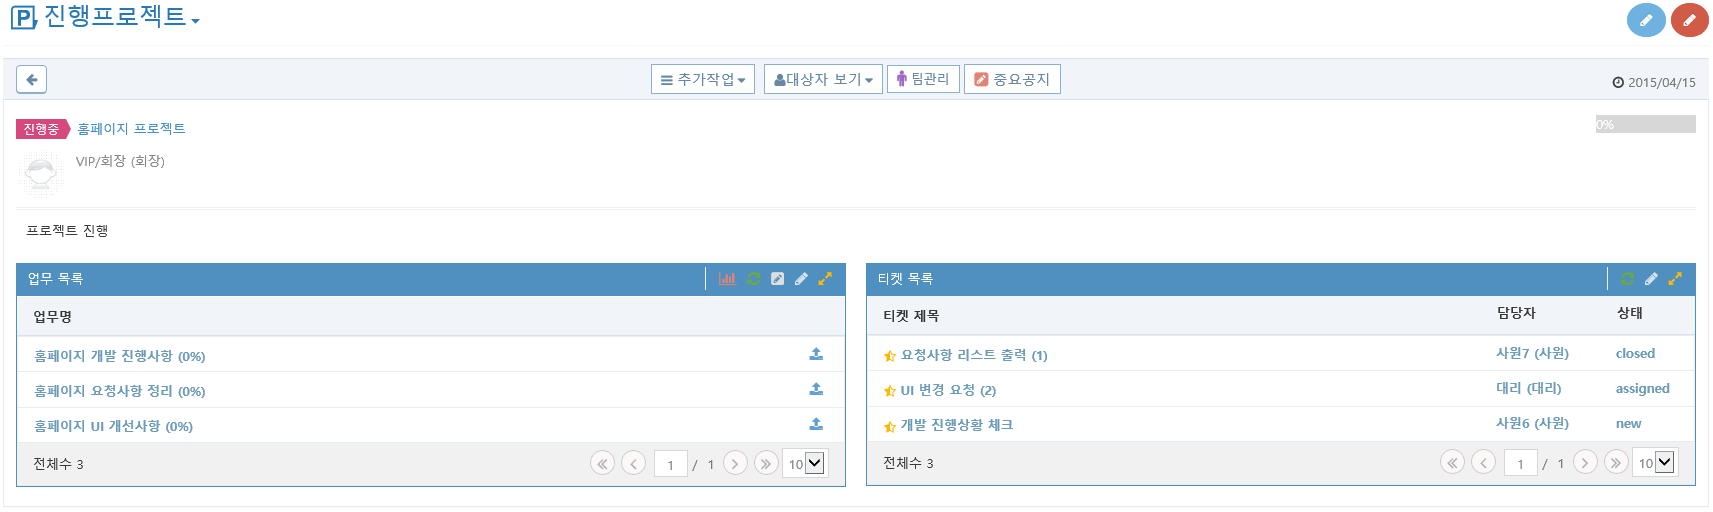 진행프로젝트
추가작업 대상자 보기 팀관리 중요공지 2015/04/15
진행중 홈페이지 프로젝트 0%
VIP/회장 (회장)
프로젝트 진행
업무 목록
업무명
홈페이지 개발 진행사항 (0%)
홈페이지 요청사항 정리 (0%)
홈페이지 UI 개선사항 (0%)
전체수 3 1 / 1 10
티켓 목록
티켓 제목 담당자 상태
요청사항 리스트 출력 (1) 사원7 (사원) closed
UI 변경 요청 (2) 대리 (대리) assigned
개발 진행상황 체크 사원6 (사원) new
전체수 3 1 / 1 10